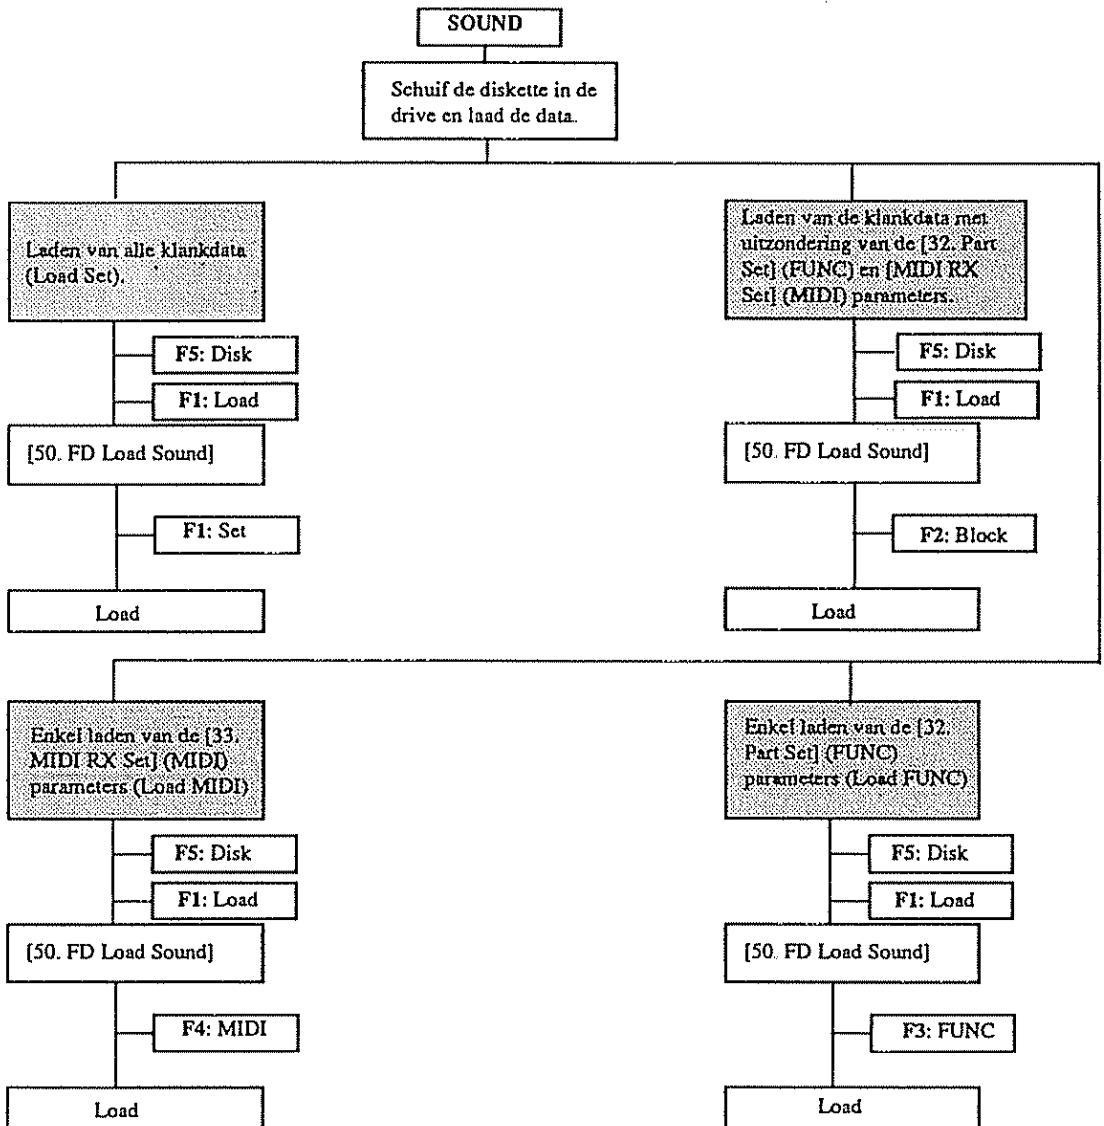 SOUND
Schuif de diskette in de
drive en laad de data.
Laden van alle klankdata
(Load Set).
F5: Disk
F1: Load
[50. FD Load Sound]
F1: Set
Load
Laden van de klankdata met
uitzondering van de [32. Part
Set] (FUNC) en [MIDI RX
Set] (MIDI) parameters.
F5: Disk
F1: Load
[50. FD Load Sound]
F2: Block
Load
Enkel laden van de [33.
MIDI RX Set] (MIDI)
parameters (Load MIDI)
F5: Disk
F1: Load
[50. FD Load Sound]
F4: MIDI
Load
Enkel laden van de [32.
Part Set] (FUNC)
parameters (Load FUNC)
F5: Disk
F1: Load
[50. FD Load Sound]
F3: FUNC
Load